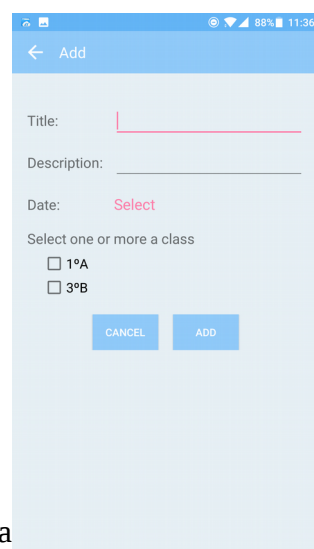 88% 11:36
Add
Title:
Description:
Date: Select
Select one or more a class
1ºA
3ºB
CANCEL ADD
a